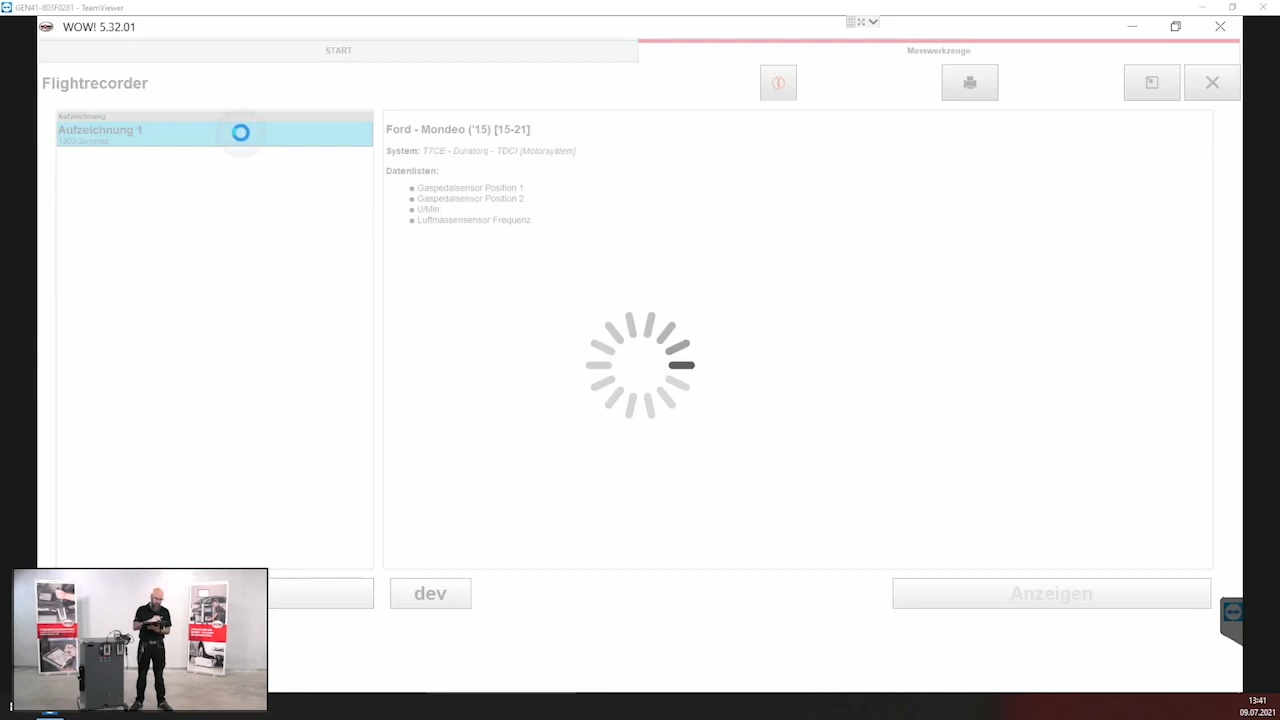 GEN41-803F0281 - TeamViewer
WOW! 5.32.01
START
Messwerkzeuge
Flightrecorder
Aufzeichnung
Aufzeichnung 1
1203 Samples
Ford - Mondeo ('15) [15-21]
System: T7CE - Duratorq - TDCI [Motorsystem]
Datenlisten:
Gaspedalsensor Position 1
Gaspedalsensor Position 2
U/Min.
Luftmassensensor Frequenz
dev
Anzeigen
13:41
09.07.2021